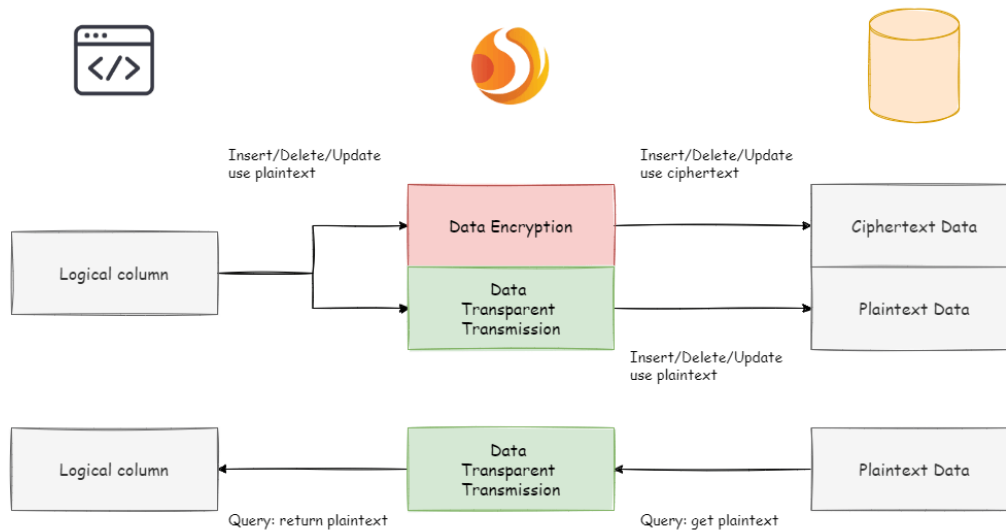 Insert/Delete/Update
use plaintext
Insert/Delete/Update
use ciphertext
Logical column
Data Encryption
Ciphertext Data
Data
Transparent
Transmission
Plaintext Data
Insert/Delete/Update
use plaintext
Logical column
Data
Transparent
Transmission
Plaintext Data
Query: return plaintext
Query: get plaintext